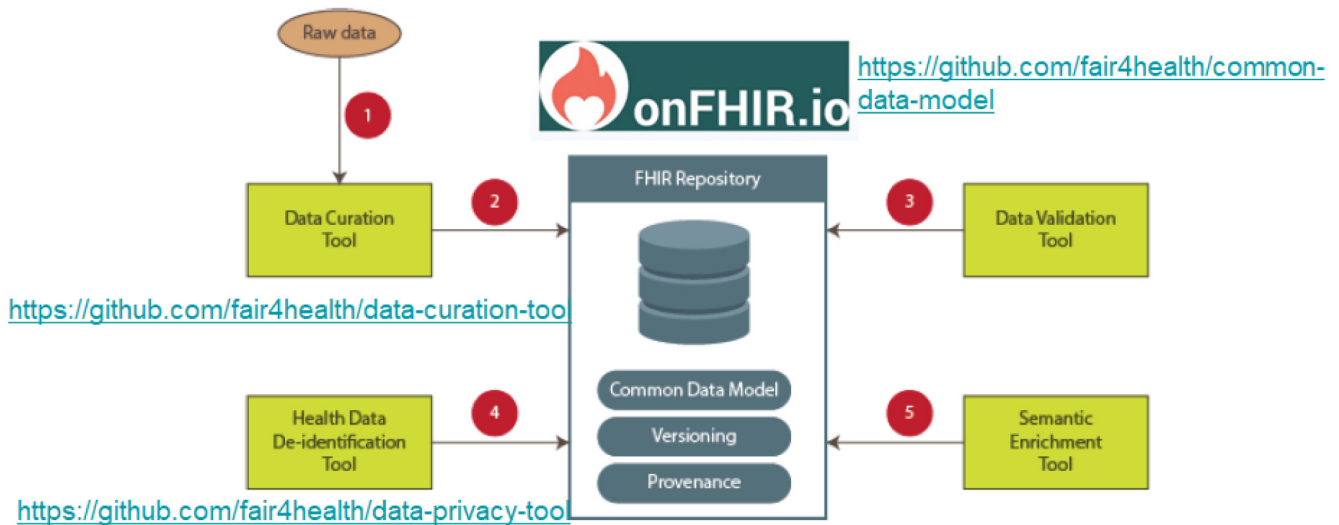 Raw data
1
onFHIR.io
https://github.com/fair4health/common-
data-model
Data Curation
Tool
2
FHIR Repository
3
Data Validation
Tool
https://github.com/fair4health/data-curation-tool
Health Data
De-identification
Tool
4
Common Data Model
Versioning
Provenance
5
Semantic
Enrichment
Tool
https://github.com/fair4health/data-privacy-tool